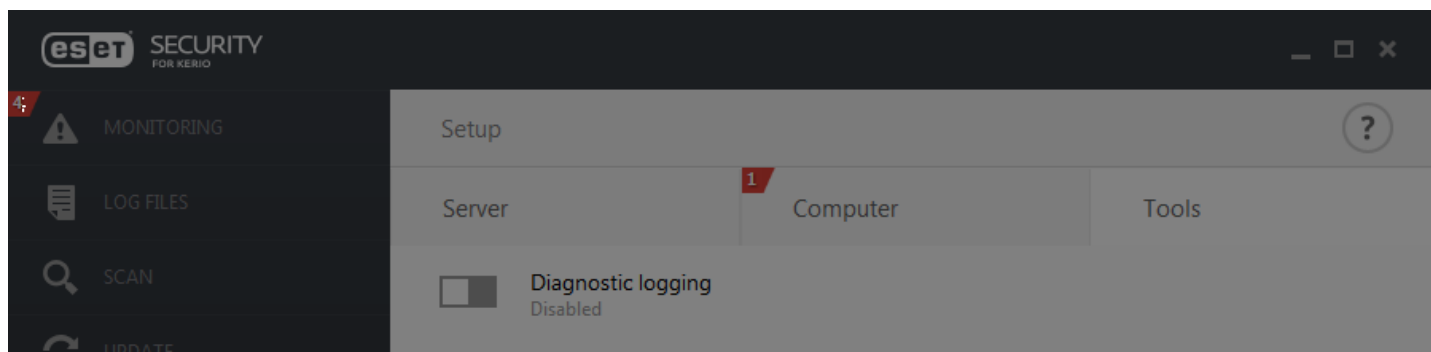 eset SECURITY
FOR KERIO
4
MONITORING
Setup
?
LOG FILES
1
Server
Computer
Tools
SCAN
Diagnostic logging
Disabled
UPDATE